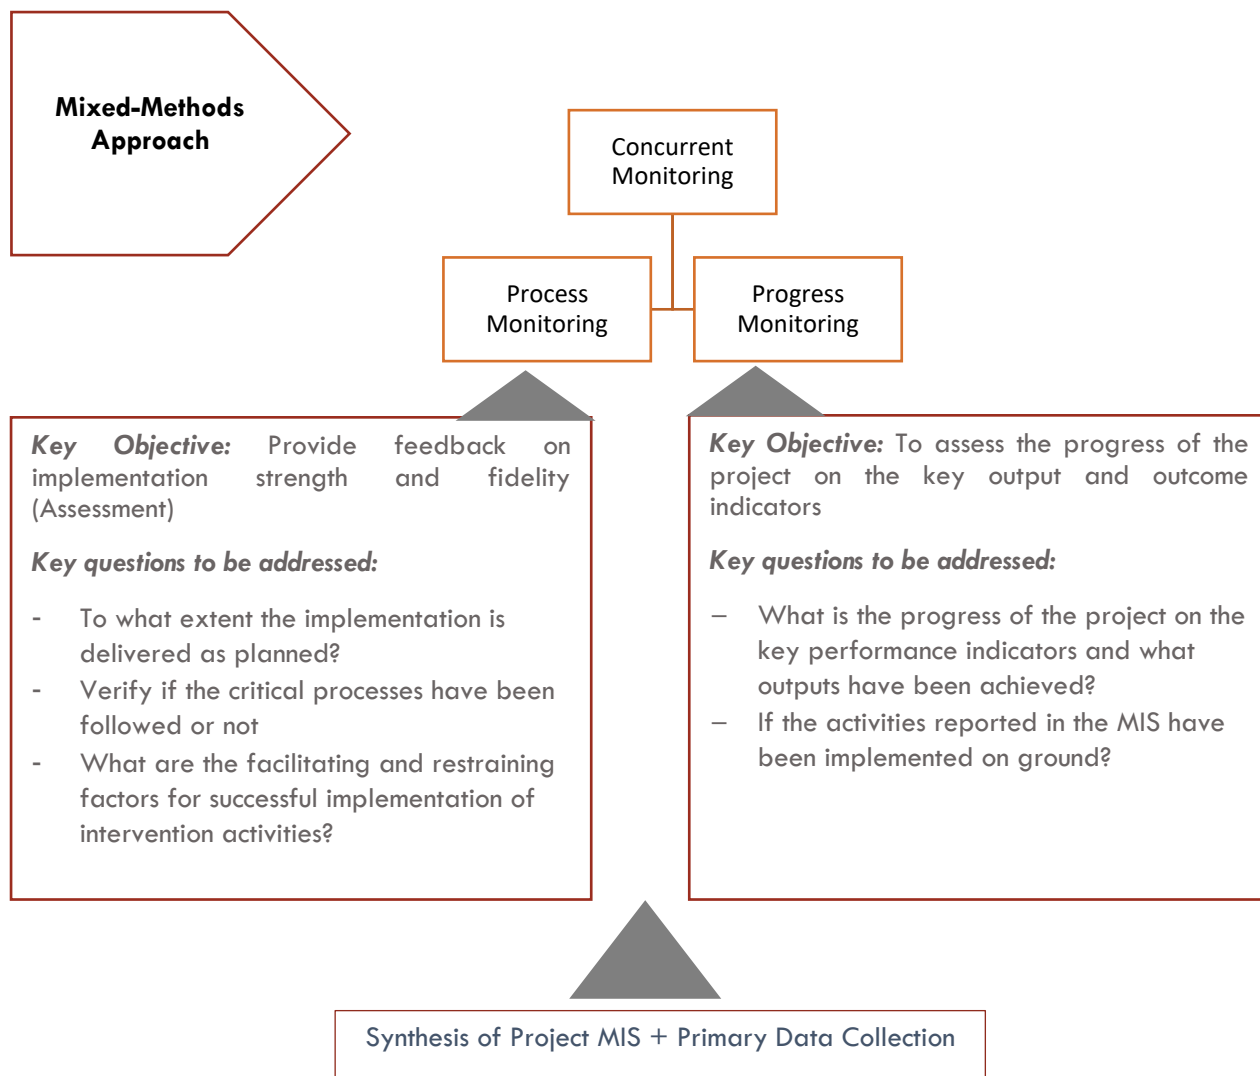 Mixed-Methods
Approach
Concurrent
Monitoring
Process
Monitoring
Progress
Monitoring
Key Objective: Provide feedback on
implementation strength and fidelity
(Assessment)
Key questions to be addressed:
- To what extent the implementation is
delivered as planned?
- Verify if the critical processes have been
followed or not
- What are the facilitating and restraining
factors for successful implementation of
intervention activities?
Key Objective: To assess the progress of the
project on the key output and outcome
indicators
Key questions to be addressed:
– What is the progress of the project on the
key performance indicators and what
outputs have been achieved?
– If the activities reported in the MIS have
been implemented on ground?
Synthesis of Project MIS + Primary Data Collection